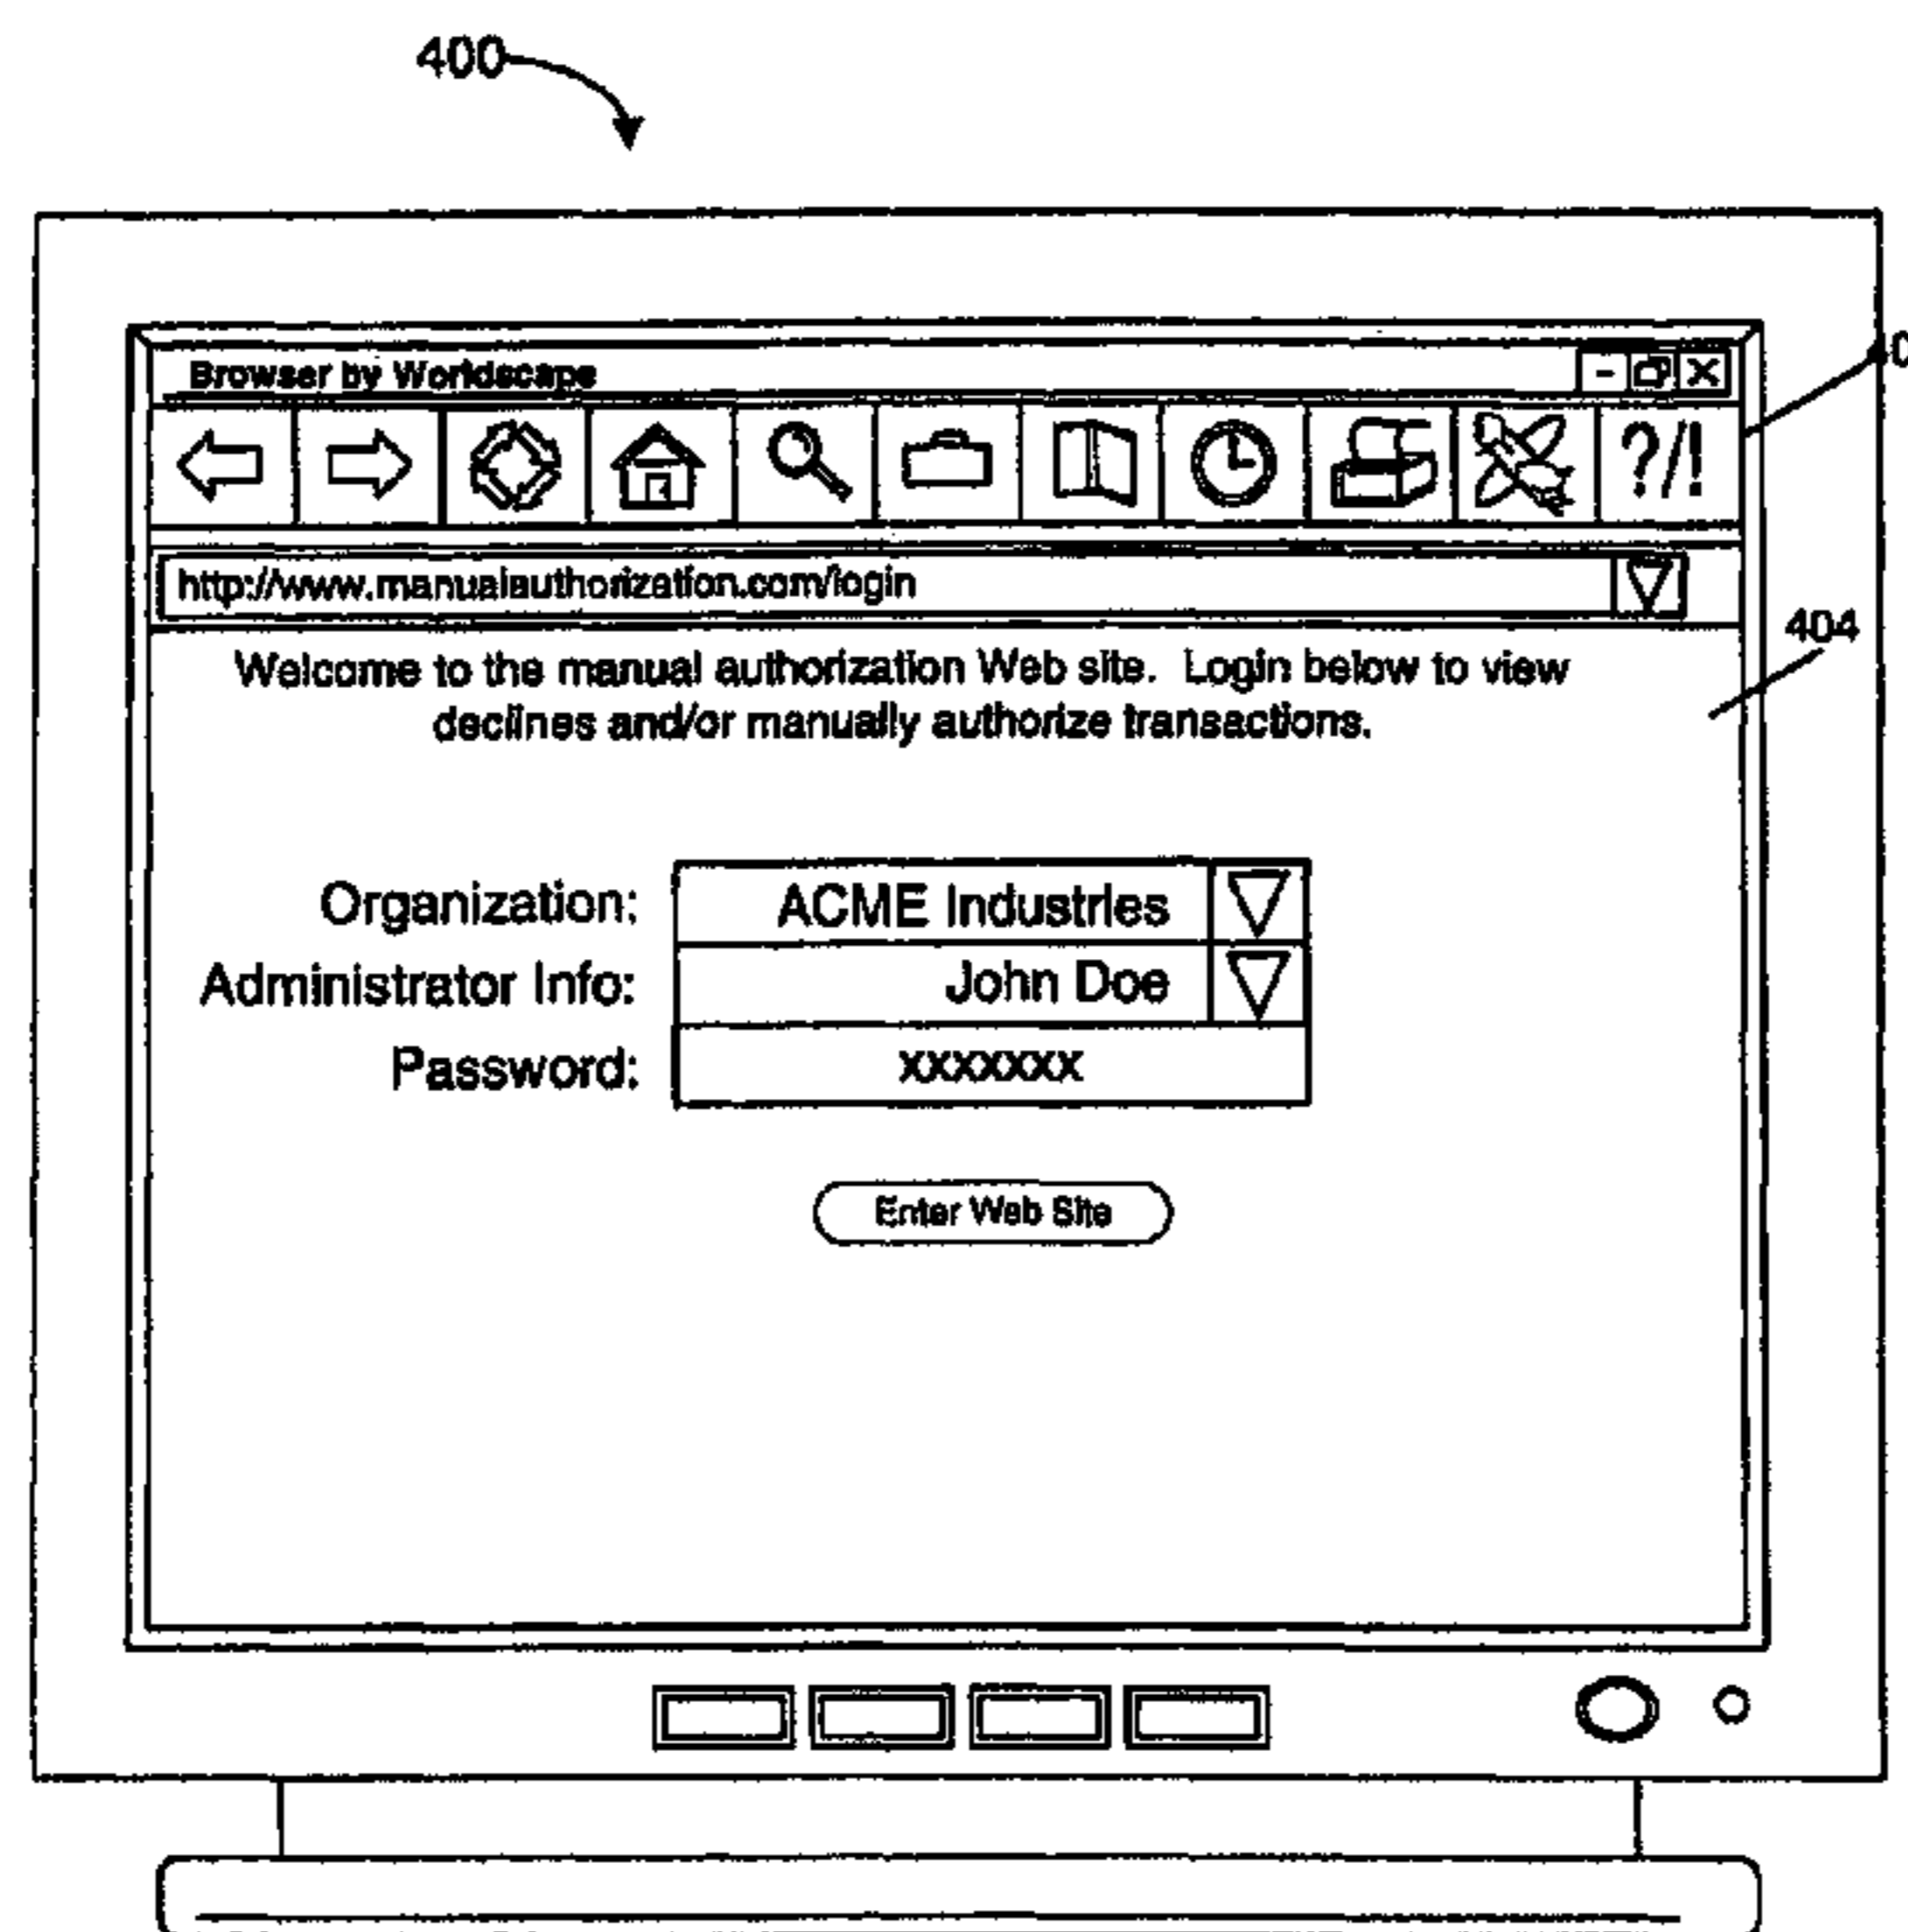 400
Browser by Worldscape
?/!
http://www.manualauthorization.com/login
404
Welcome to the manual authorization Web site. Login below to view
declines and/or manually authorize transactions.
Organization: ACME Industries
Administrator Info: John Doe
Password: xxxxxxx
Enter Web Site